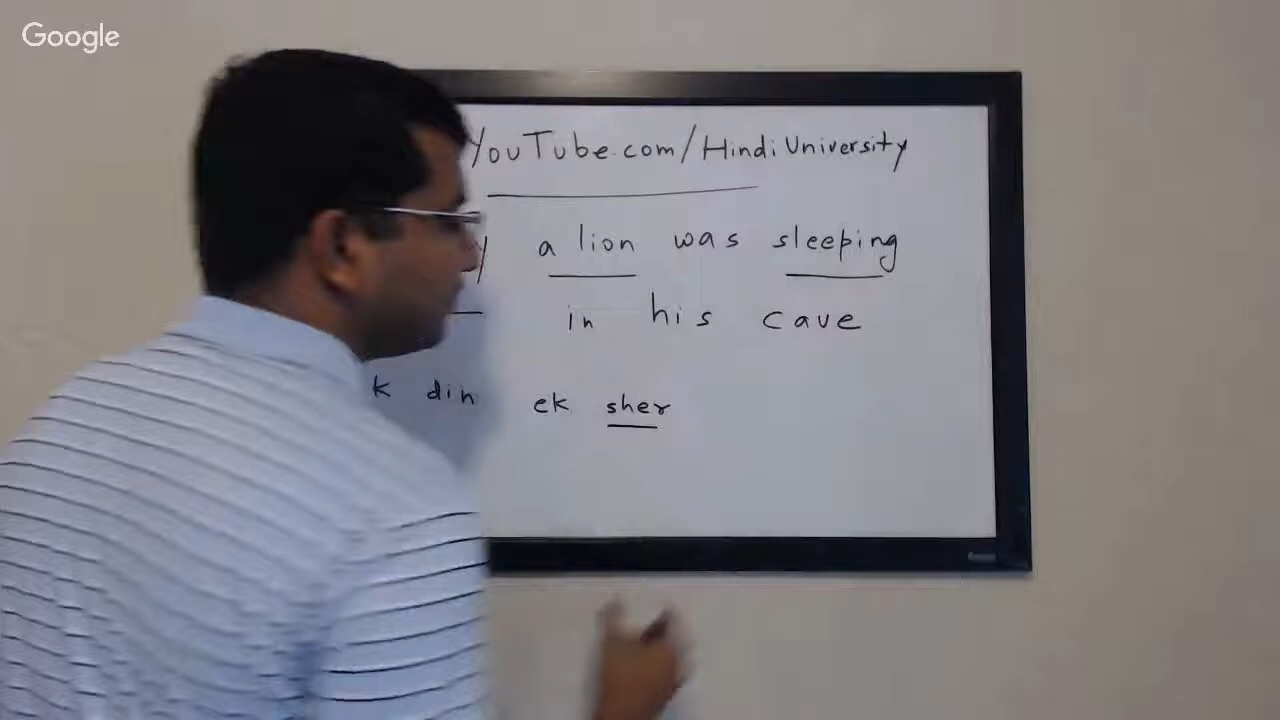 Google
YouTube.com/HindiUniversity
a lion was sleeping
in his cave
din ek sher